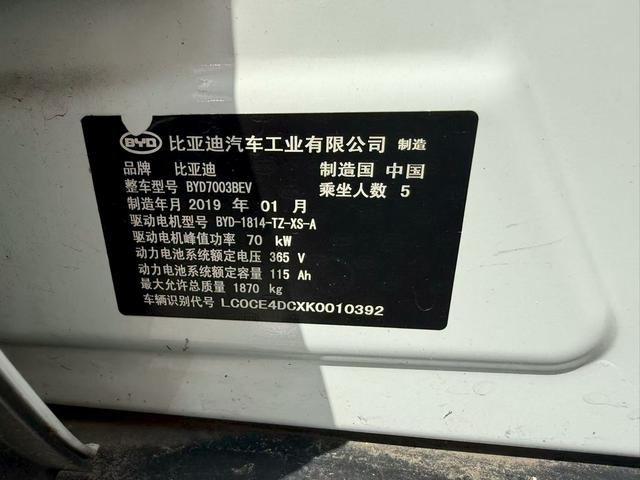 BYD 比亚迪汽车工业有限公司 制造
品牌 比亚迪 制造国 中国
整车型号 BYD7003BEV 乘坐人数 5
制造年月 2019 年 01 月
驱动电机型号 BYD-1814-TZ-XS-A
驱动电机峰值功率 70 kW
动力电池系统额定电压 365 V
动力电池系统额定容量 115 Ah
最大允许总质量 1870 kg
车辆识别代号 LC0CE4DCXK0010392